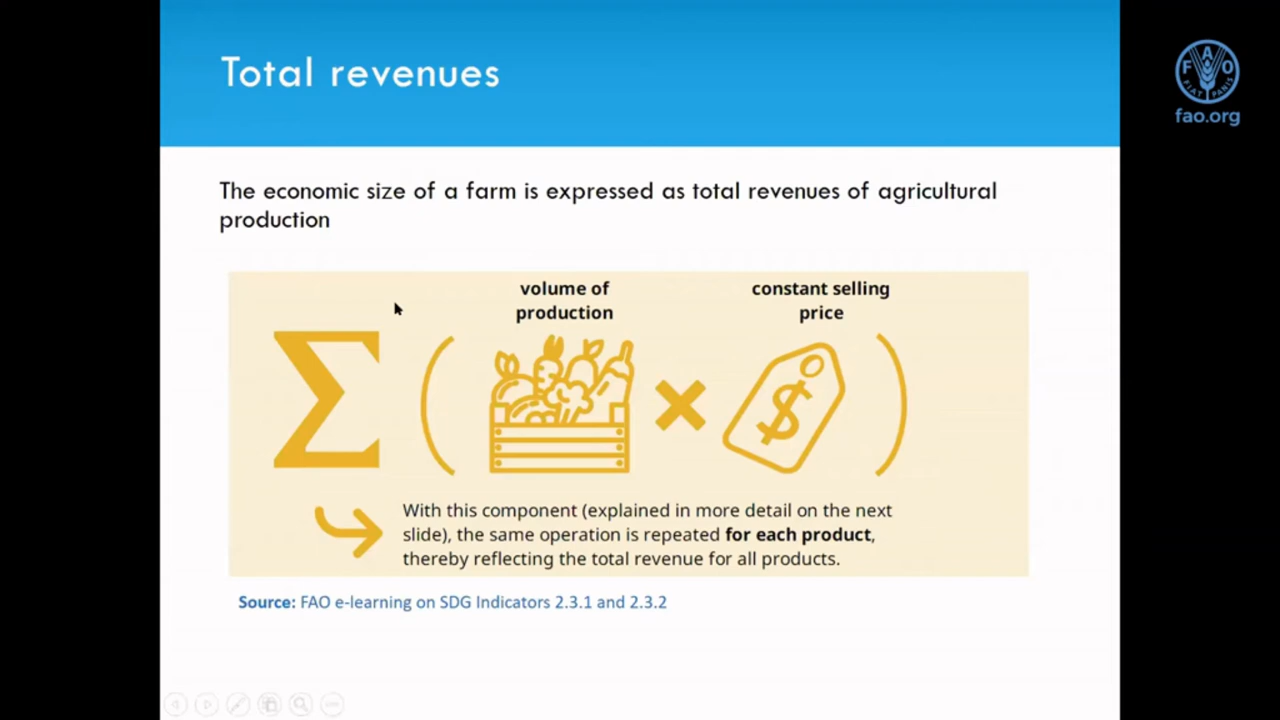 Total revenues
FAO
FIAT PANIS
fao.org
The economic size of a farm is expressed as total revenues of agricultural
production
volume of
production
constant selling
price
Σ ( × $ )
With this component (explained in more detail on the next
slide), the same operation is repeated for each product,
thereby reflecting the total revenue for all products.
Source: FAO e-learning on SDG Indicators 2.3.1 and 2.3.2